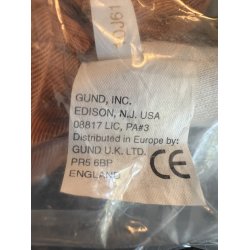 GUND, INC.
EDISON, N.J. USA
08817 LIC, PA#3
Distributed in Europe by:
GUND U.K. LTD.
PR5 6BP
ENGLAND
CE